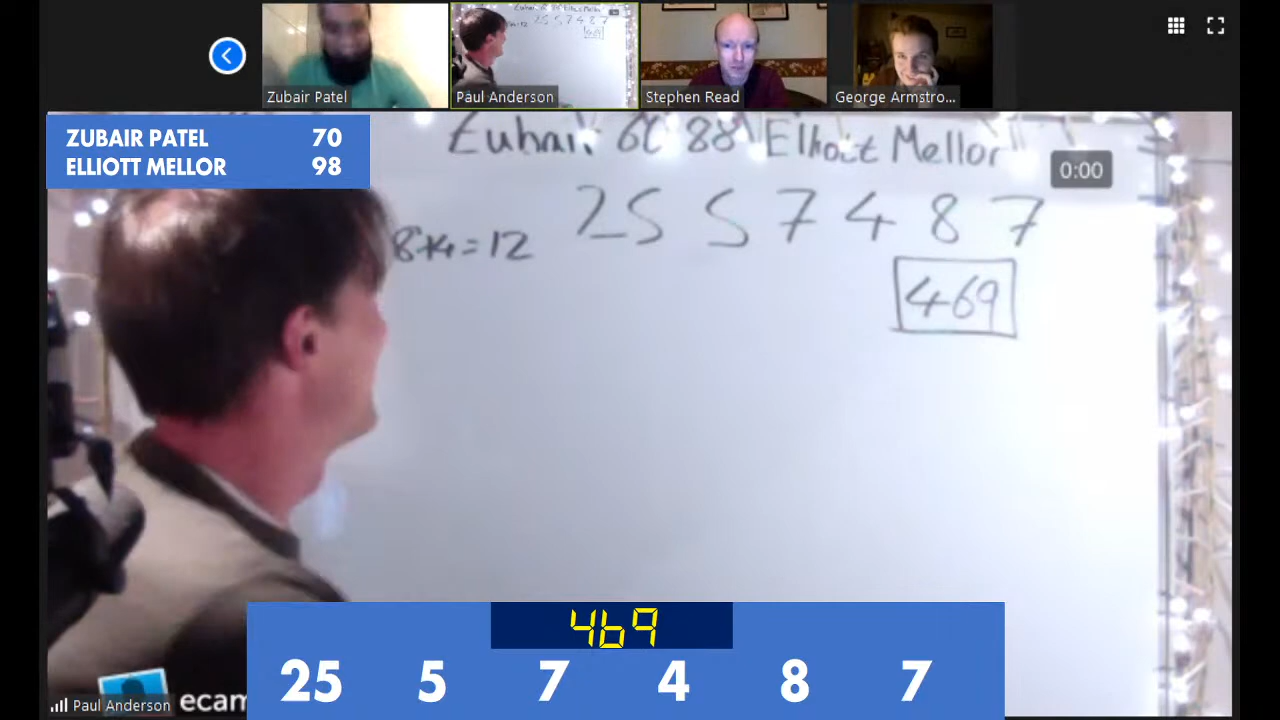 Zubair Patel
Paul Anderson
Stephen Read
George Armstro...
ZUBAIR PATEL 70
ELLIOTT MELLOR 98
88 Elliott Mellor
0:00
25 5 7 4 8 7
8+4=12
469
469
25 5 7 4 8 7
Paul Anderson
ecam